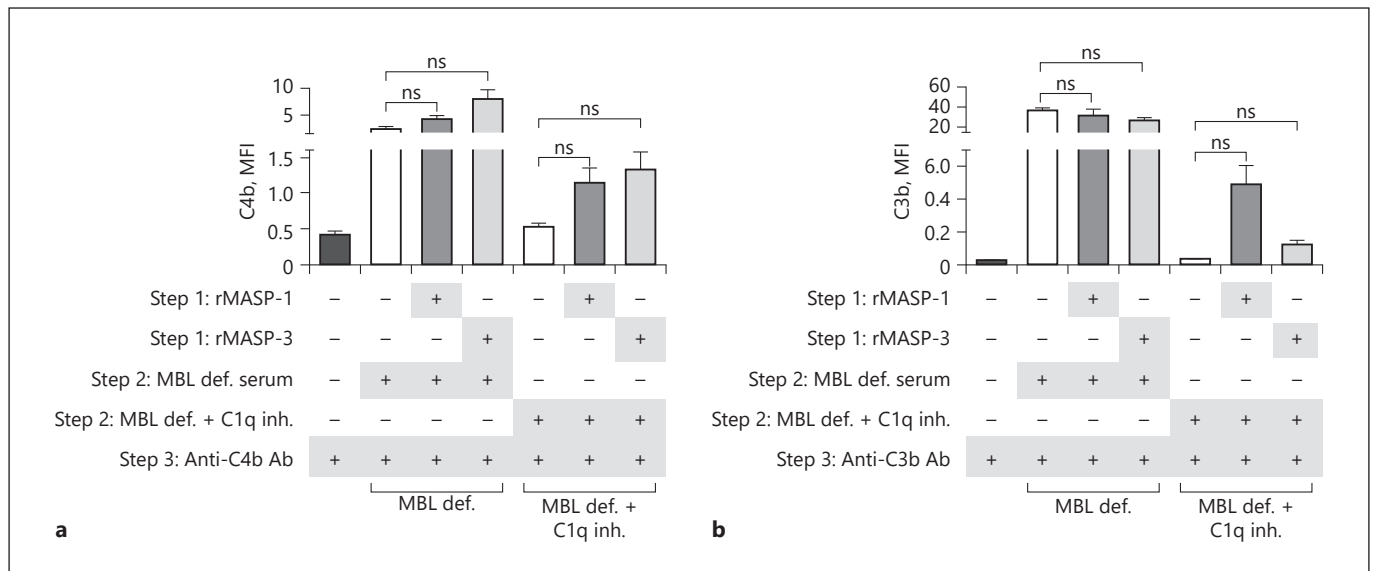 ns
ns
ns
ns
10
5
1.5
1.0
0.5
0
C4b, MFI
Step 1: rMASP-1 – – + – – + –
Step 1: rMASP-3 – – – + – – +
Step 2: MBL def. serum – + + + – – –
Step 2: MBL def. + C1q inh. – – – – + + +
Step 3: Anti-C4b Ab + + + + + + +
MBL def.
MBL def. +
C1q inh.
a
ns
ns
ns
ns
60
40
20
6.0
0.4
0.2
0
C3b, MFI
Step 1: rMASP-1 – – + – – + –
Step 1: rMASP-3 – – – + – – +
Step 2: MBL def. serum – + + + – – –
Step 2: MBL def. + C1q inh. – – – – + + +
Step 3: Anti-C3b Ab + + + + + + +
MBL def.
MBL def. +
C1q inh.
b